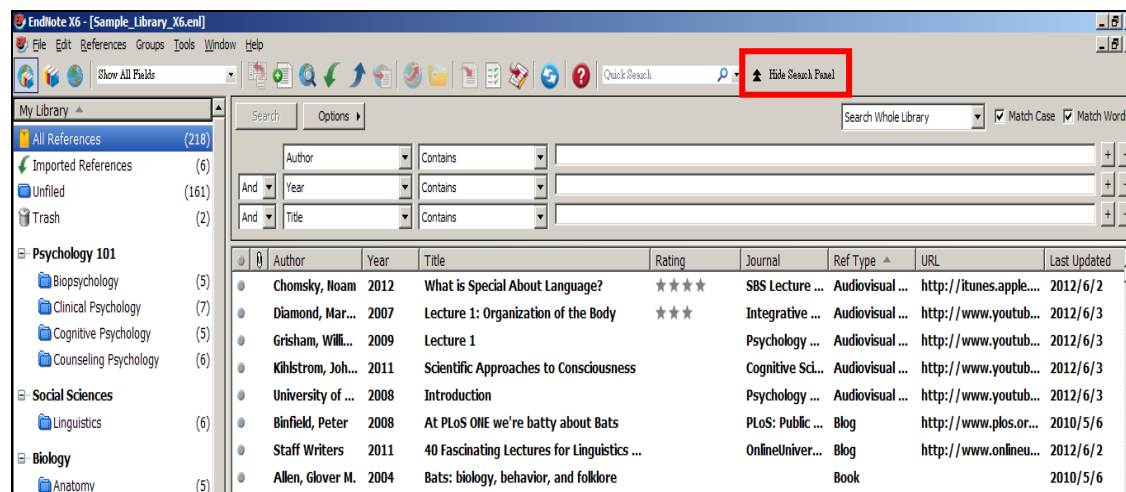 EndNote X6 - [Sample_Library_X6.enl]
File Edit References Groups Tools Window Help
Show All Fields
Quick Search
Hide Search Panel
My Library
Search Options
Search Whole Library Match Case Match Word
All References (218)
Imported References (6)
Unfiled (161)
Trash (2)
Author Contains
And Year Contains
And Title Contains
Psychology 101
Biopsychology (5)
Clinical Psychology (7)
Cognitive Psychology (5)
Counseling Psychology (6)
Social Sciences
Linguistics (6)
Biology
Anatomy (5)
Author Year Title Rating Journal Ref Type URL Last Updated
Chomsky, Noam 2012 What is Special About Language? ★★★★ SBS Lecture ... Audiovisual ... http://itunes.apple.... 2012/6/2
Diamond, Mar... 2007 Lecture 1: Organization of the Body ★★★ Integrative ... Audiovisual ... http://www.youtub... 2012/6/3
Grisham, Willi... 2009 Lecture 1 Psychology ... Audiovisual ... http://www.youtub... 2012/6/3
Kihlstrom, Joh... 2011 Scientific Approaches to Consciousness Cognitive Sci... Audiovisual ... http://www.youtub... 2012/6/3
University of ... 2008 Introduction Psychology ... Audiovisual ... http://www.youtub... 2012/6/3
Binfield, Peter 2008 At PLoS ONE we're batty about Bats PLoS: Public ... Blog http://www.plos.or... 2010/5/6
Staff Writers 2011 40 Fascinating Lectures for Linguistics ... OnlineUniver... Blog http://www.onlineu... 2012/6/2
Allen, Glover M. 2004 Bats: biology, behavior, and folklore Book 2010/5/6